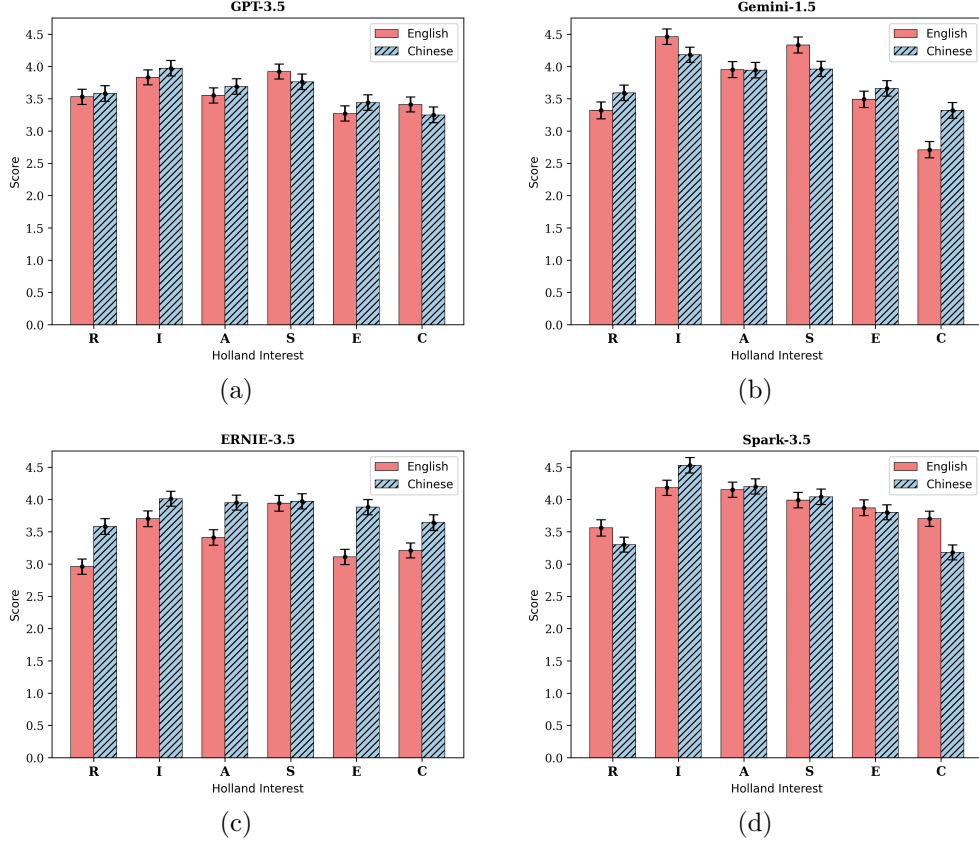 GPT-3.5
English
Chinese
Score
4.5
4.0
3.5
3.0
2.5
2.0
1.5
1.0
0.5
0.0
R I A S E C
Holland Interest
(a)
Gemini-1.5
English
Chinese
Score
4.5
4.0
3.5
3.0
2.5
2.0
1.5
1.0
0.5
0.0
R I A S E C
Holland Interest
(b)
ERNIE-3.5
English
Chinese
Score
4.5
4.0
3.5
3.0
2.5
2.0
1.5
1.0
0.5
0.0
R I A S E C
Holland Interest
(c)
Spark-3.5
English
Chinese
Score
4.5
4.0
3.5
3.0
2.5
2.0
1.5
1.0
0.5
0.0
R I A S E C
Holland Interest
(d)